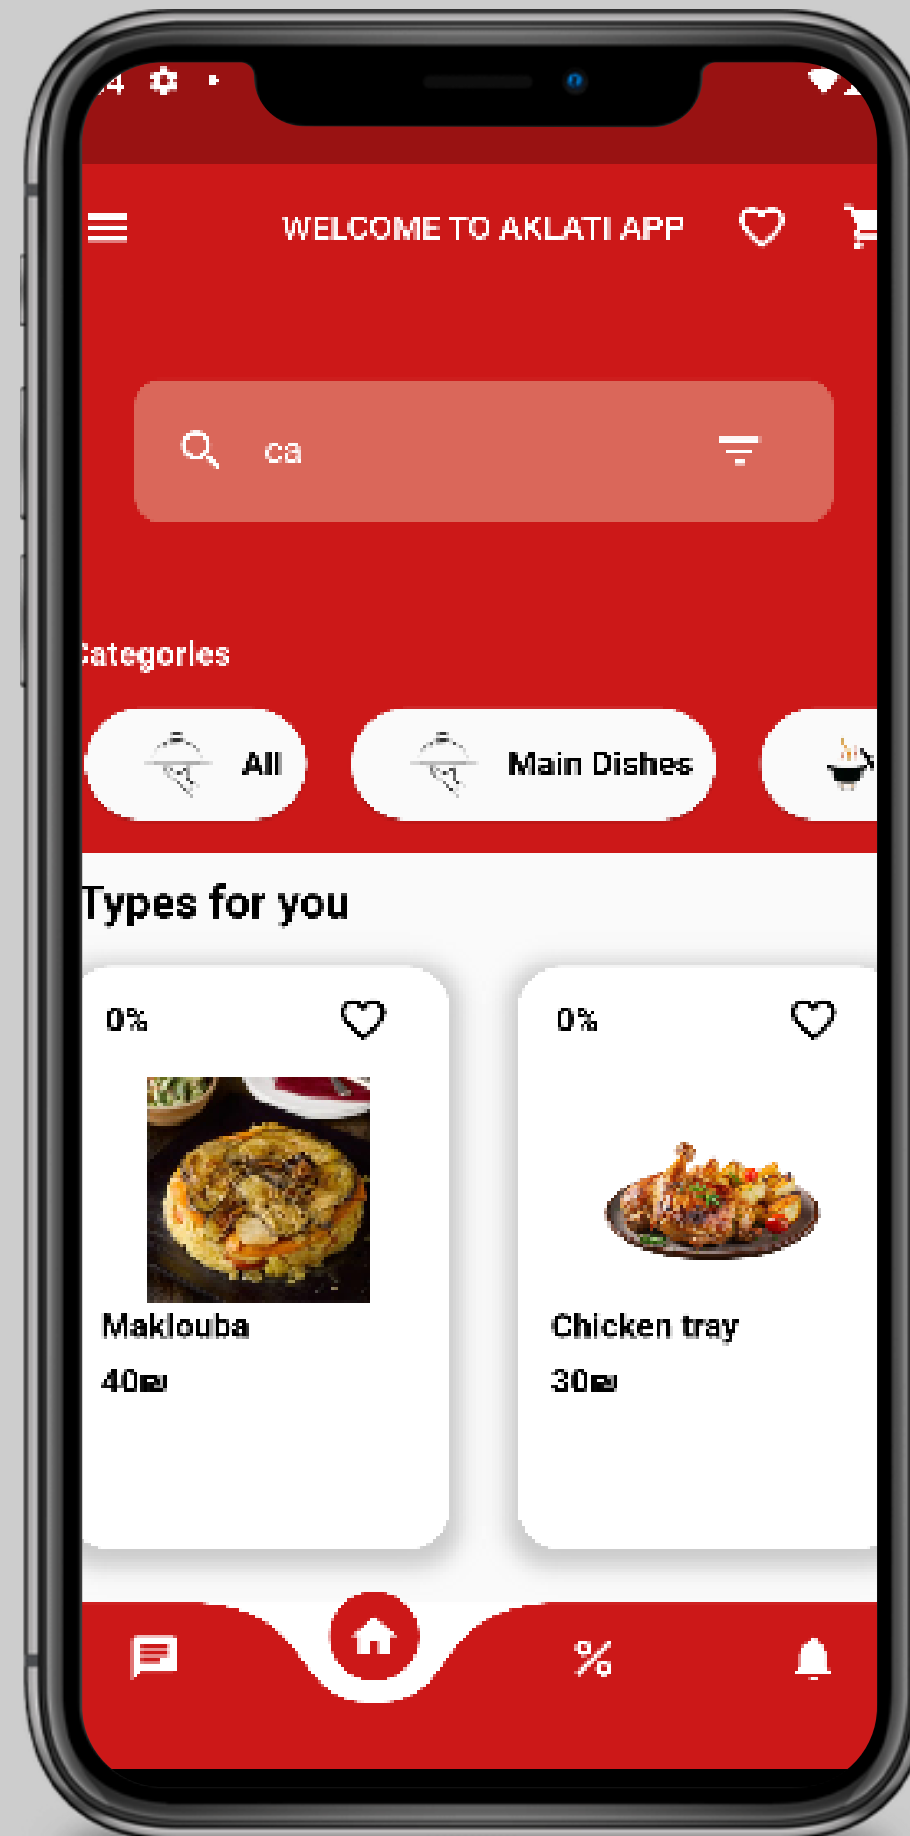 WELCOME TO AKLATI APP
ca
Categories
All
Main Dishes
Types for you
0%
0%
Maklouba
Chicken tray
40₪
30₪
%